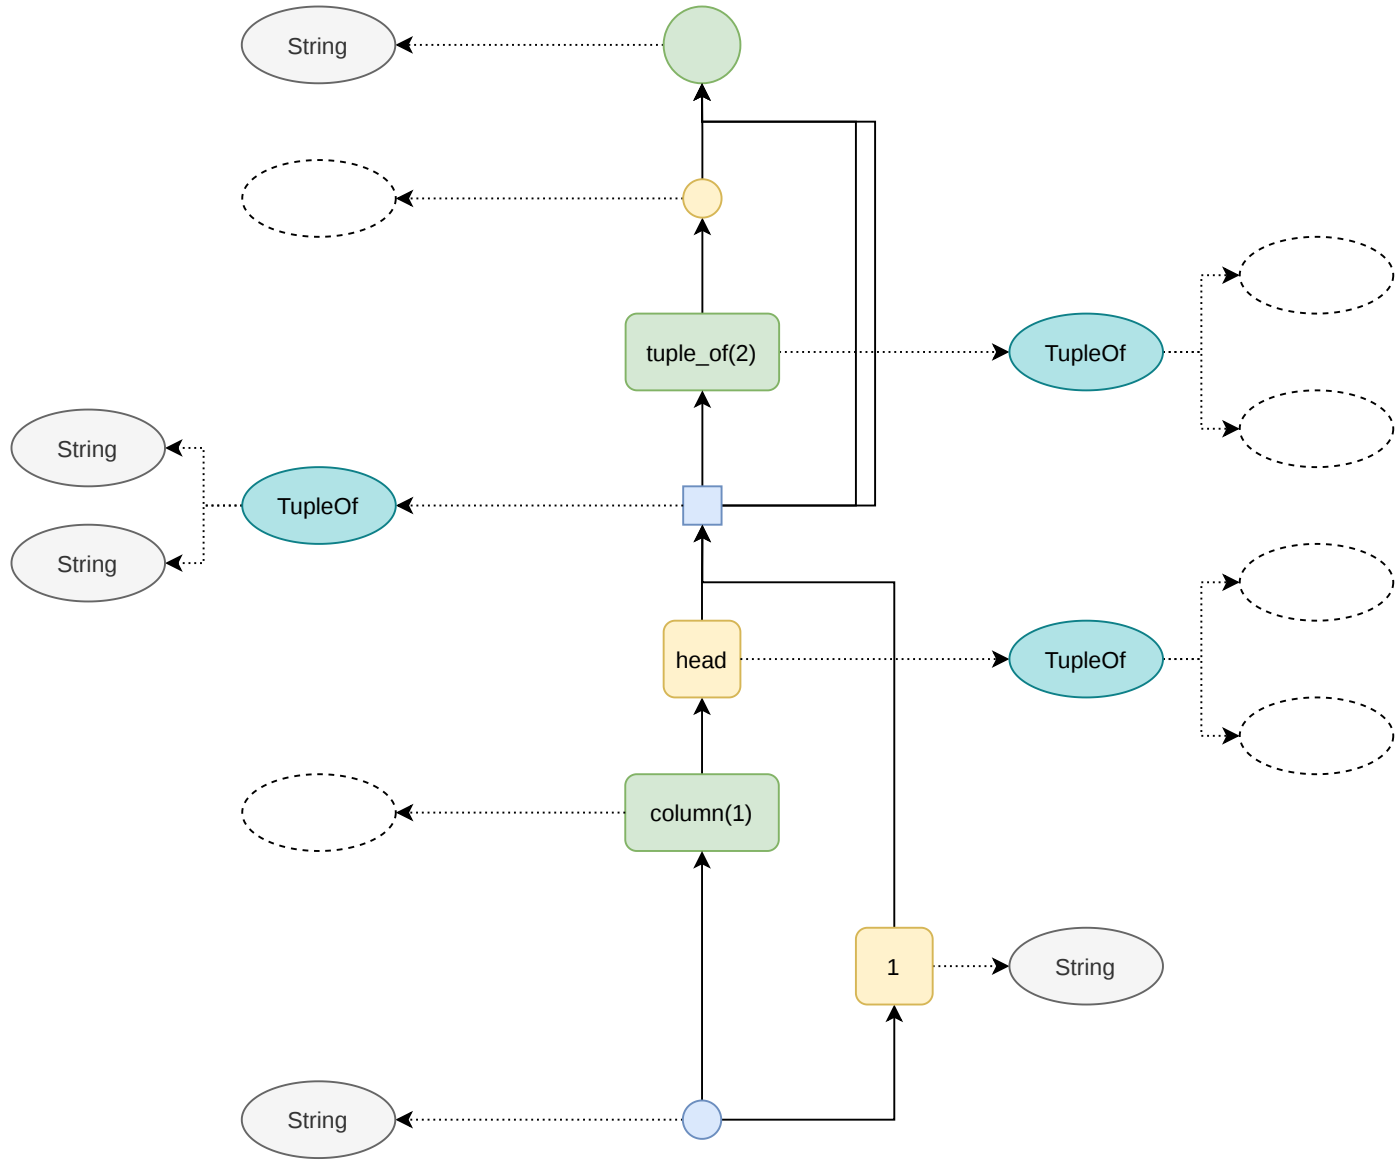 String
tuple_of(2)
TupleOf
String
TupleOf
String
head
TupleOf
column(1)
1
String
String